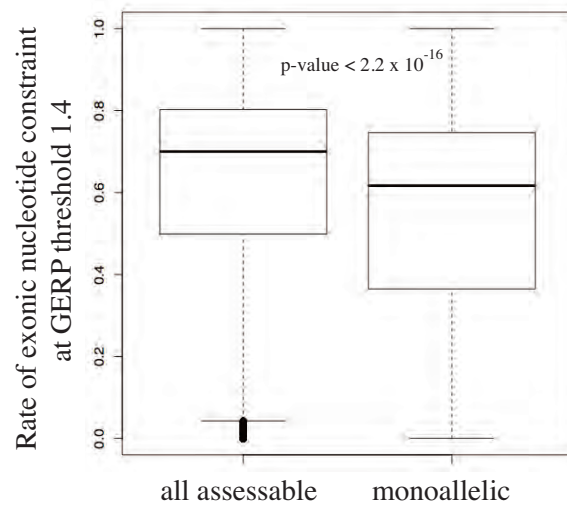 Rate of exonic nucleotide constraint
at GERP threshold 1.4
1.0
0.8
0.6
0.4
0.2
0.0
p-value < 2.2 x 10^-16
all assessable
monoallelic